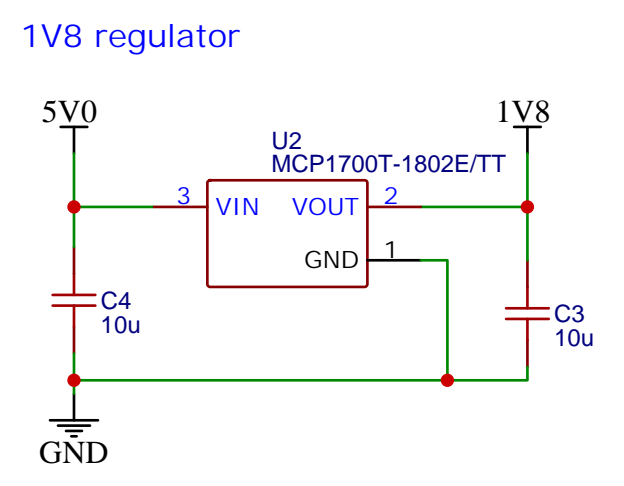 1V8 regulator
5V0
1V8
U2
MCP1700T-1802E/TT
3
VIN
VOUT
2
GND
1
C4
10u
C3
10u
GND